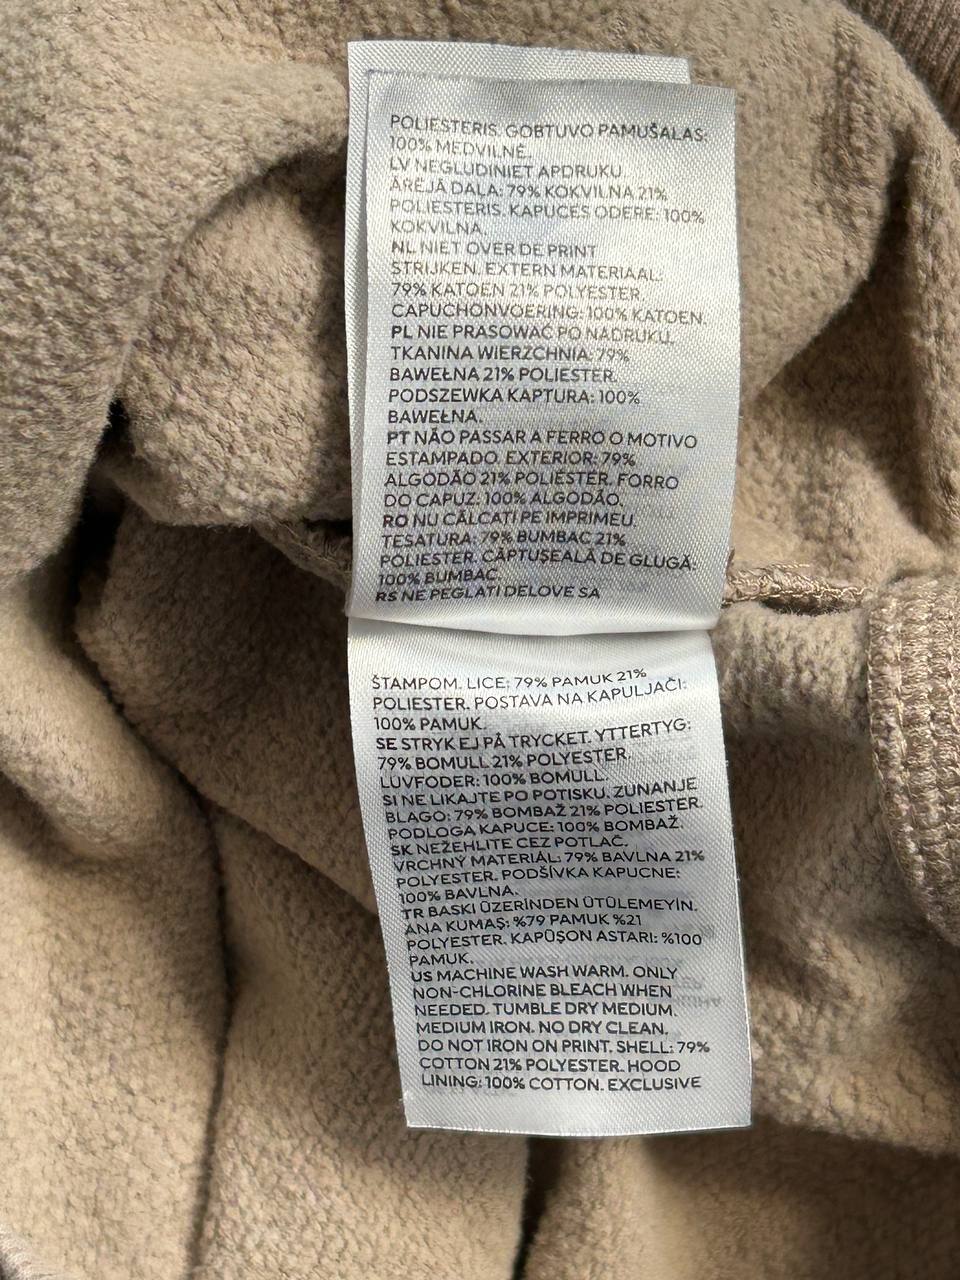 POLIESTERIS. GOBTUVO PAMUŠALAS:
100% MEDVILNĖ.
LV NEGLUDINIET APDRUKU.
ĀRĒJĀ DAĻA: 79% KOKVILNA 21%
POLIESTERIS. KAPUCES ODERE: 100%
KOKVILNA.
NL NIET OVER DE PRINT
STRIJKEN. EXTERN MATERIAAL:
79% KATOEN 21% POLYESTER.
CAPUCHONVOERING: 100% KATOEN.
PL NIE PRASOWAĆ PO NADRUKU.
TKANINA WIERZCHNIA: 79%
BAWEŁNA 21% POLIESTER.
PODSZEWKA KAPTURA: 100%
BAWEŁNA.
PT NÃO PASSAR A FERRO O MOTIVO
ESTAMPADO. EXTERIOR: 79%
ALGODÃO 21% POLIÉSTER. FORRO
DO CAPUZ: 100% ALGODÃO.
RO NU CĂLCAȚI PE IMPRIMEU.
ȚESĂTURA: 79% BUMBAC 21%
POLIESTER. CĂPTUȘEALĂ DE GLUGĂ:
100% BUMBAC.
RS NE PEGLATI DELOVE SA
ŠTAMPOM. LICE: 79% PAMUK 21%
POLIESTER. POSTAVA NA KAPULJAČI:
100% PAMUK.
SE STRYK EJ PÅ TRYCKET. YTTERTYG:
79% BOMULL 21% POLYESTER.
LUVFODER: 100% BOMULL.
SI NE LIKAJTE PO POTISKU. ZUNANJE
BLAGO: 79% BOMBAŽ 21% POLIESTER.
PODLOGA KAPUCE: 100% BOMBAŽ.
SK NEŽEHLITE CEZ POTLAČ.
VRCHNÝ MATERIÁL: 79% BAVLNA 21%
POLYESTER. PODŠÍVKA KAPUCNE:
100% BAVLNA.
TR BASKI ÜZERİNDEN ÜTÜLEMEYİN.
ANA KUMAŞ: %79 PAMUK %21
POLYESTER. KAPÜŞON ASTARI: %100
PAMUK.
US MACHINE WASH WARM. ONLY
NON-CHLORINE BLEACH WHEN
NEEDED. TUMBLE DRY MEDIUM.
MEDIUM IRON. NO DRY CLEAN.
DO NOT IRON ON PRINT. SHELL: 79%
COTTON 21% POLYESTER. HOOD
LINING: 100% COTTON. EXCLUSIVE